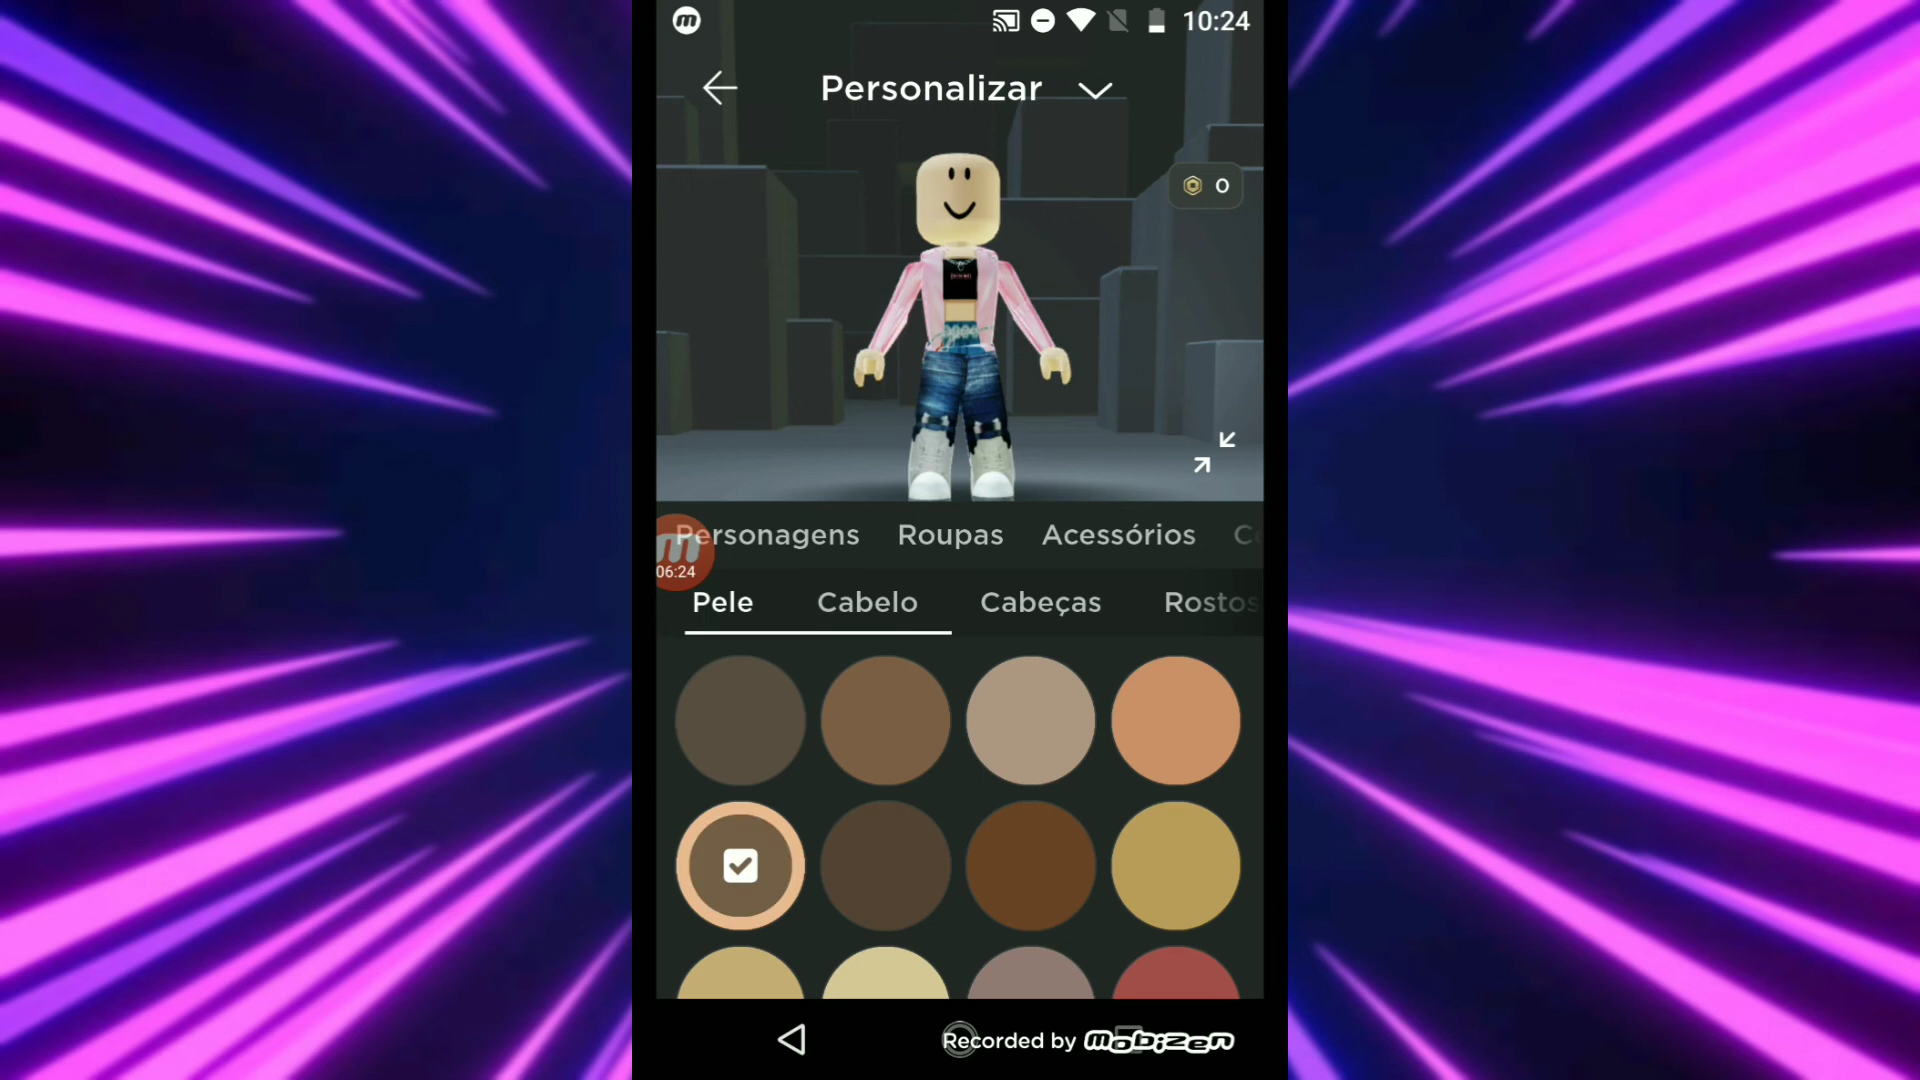 10:24
Personalizar
0
Personagens Roupas Acessórios
06:24
Pele Cabelo Cabeças Rostos
Recorded by mobizen